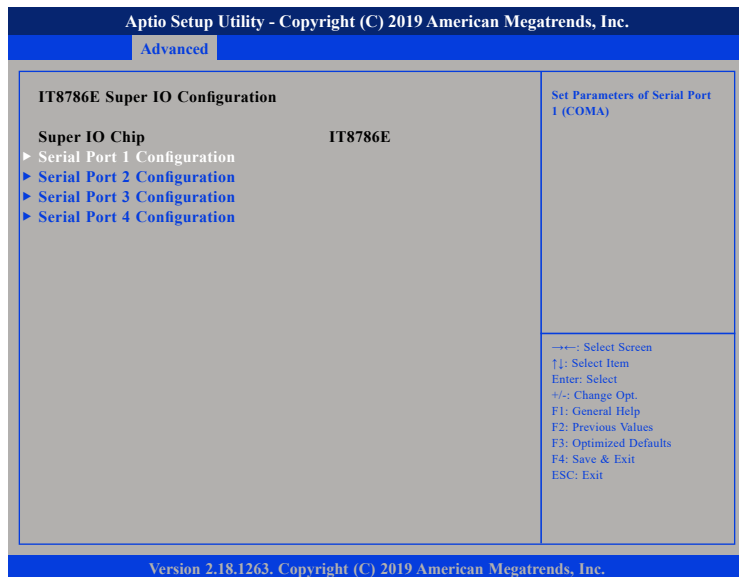 Aptio Setup Utility - Copyright (C) 2019 American Megatrends, Inc.
Advanced
IT8786E Super IO Configuration
Super IO Chip IT8786E
▶ Serial Port 1 Configuration
▶ Serial Port 2 Configuration
▶ Serial Port 3 Configuration
▶ Serial Port 4 Configuration
Set Parameters of Serial Port
1 (COMA)
→←: Select Screen
↑↓: Select Item
Enter: Select
+/-: Change Opt.
F1: General Help
F2: Previous Values
F3: Optimized Defaults
F4: Save & Exit
ESC: Exit
Version 2.18.1263. Copyright (C) 2019 American Megatrends, Inc.